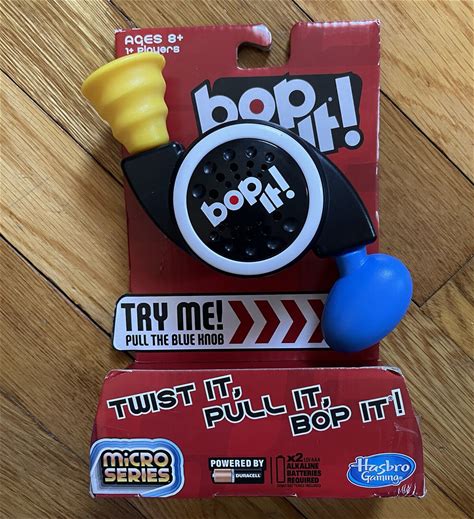 AGES 8+
1+ Players
bop it!
bop it!
TRY ME!
PULL THE BLUE KNOB
TWIST IT, PULL IT, BOP IT!
MICRO SERIES
POWERED BY
DURACELL
x2
ALKALINE
BATTERIES
REQUIRED
Hasbro
Gaming